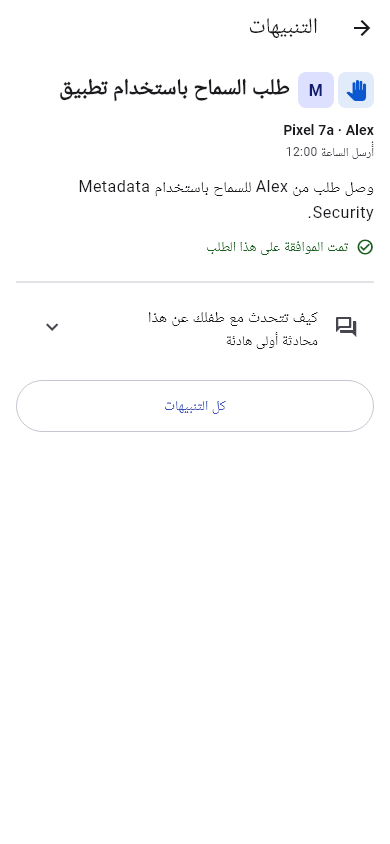 التنبيهات
M
طلب السماح باستخدام تطبيق
Pixel 7a · Alex
أُرسل الساعة 12:00
وصل طلب من Alex للسماح باستخدام Metadata
Security.
تمت الموافقة على هذا الطلب
كيف تتحدث مع طفلك عن هذا
محادثة أولى هادئة
كل التنبيهات